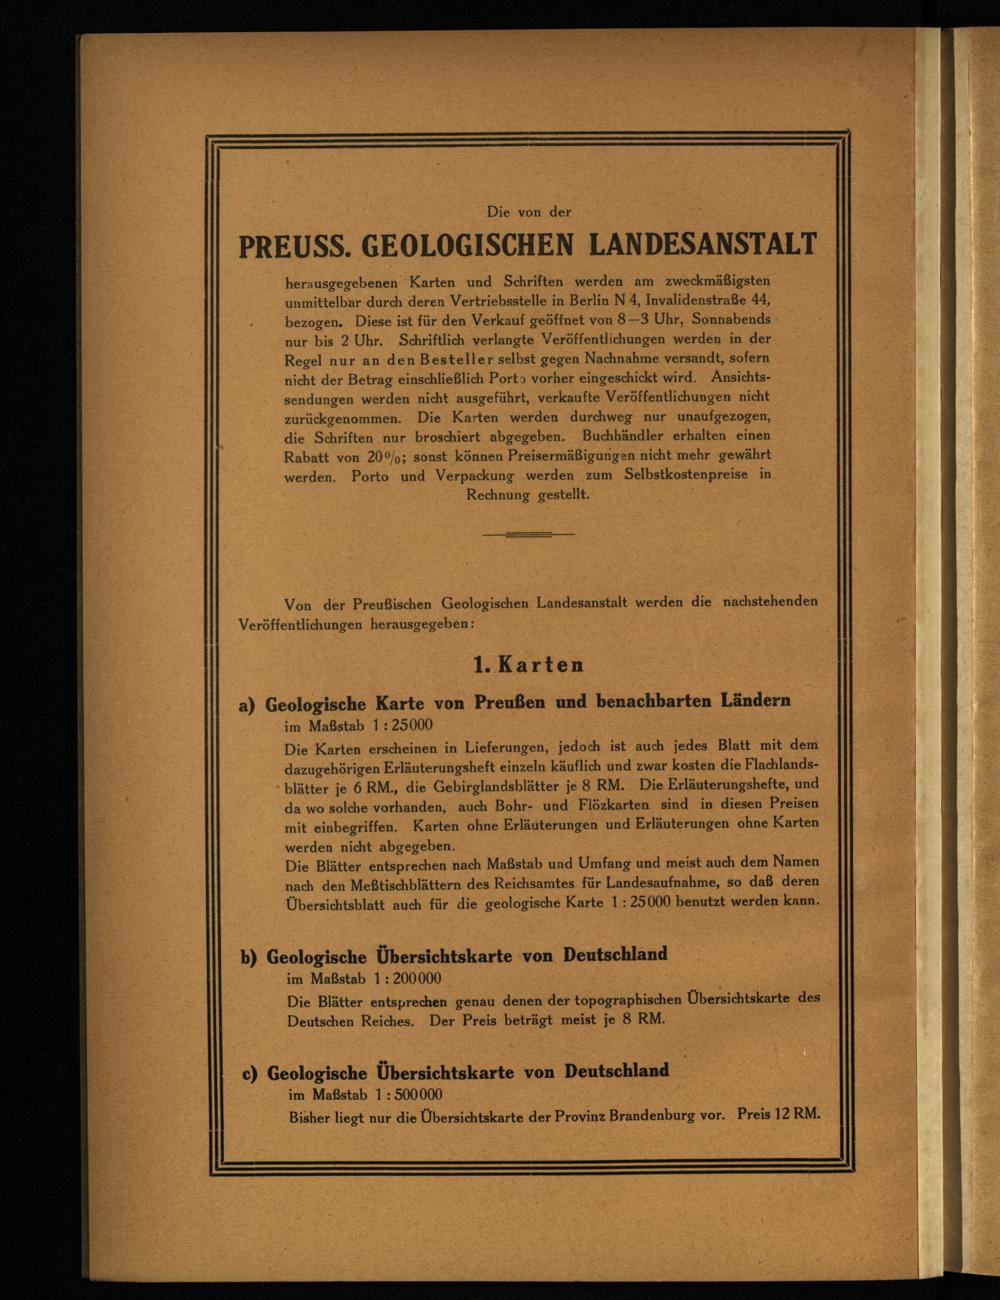 Die von der
PREUSS. GEOLOGISCHEN LANDESANSTALT
herausgegebenen Karten und Schriften werden am zweckmäßigsten
unmittelbar durch deren Vertriebsstelle in Berlin N 4, Invalidenstraße 44,
bezogen. Diese ist für den Verkauf geöffnet von 8—3 Uhr, Sonnabends
nur bis 2 Uhr. Schriftlich verlangte Veröffentlichungen werden in der
Regel nur an den Besteller selbst gegen Nachnahme versandt, sofern
nicht der Betrag einschließlich Porto vorher eingeschickt wird. Ansichts-
sendungen werden nicht ausgeführt, verkaufte Veröffentlichungen nicht
zurückgenommen. Die Karten werden durchweg nur unaufgezogen,
die Schriften nur broschiert abgegeben. Buchhändler erhalten einen
Rabatt von 20%; sonst können Preisermäßigungen nicht mehr gewährt
werden. Porto und Verpackung werden zum Selbstkostenpreise in
Rechnung gestellt.
Von der Preußischen Geologischen Landesanstalt werden die nachstehenden
Veröffentlichungen herausgegeben:
1. Karten
a) Geologische Karte von Preußen und benachbarten Ländern
im Maßstab 1 : 25000
Die Karten erscheinen in Lieferungen, jedoch ist auch jedes Blatt mit dem
dazugehörigen Erläuterungsheft einzeln käuflich und zwar kosten die Flachlands-
blätter je 6 RM., die Gebirglandsblätter je 8 RM. Die Erläuterungshefte, und
da wo solche vorhanden, auch Bohr- und Flözkarten sind in diesen Preisen
mit einbegriffen. Karten ohne Erläuterungen und Erläuterungen ohne Karten
werden nicht abgegeben.
Die Blätter entsprechen nach Maßstab und Umfang und meist auch dem Namen
nach den Meßtischblättern des Reichsamtes für Landesaufnahme, so daß deren
Übersichtsblatt auch für die geologische Karte 1 : 25000 benutzt werden kann.
b) Geologische Übersichtskarte von Deutschland
im Maßstab 1 : 200000
Die Blätter entsprechen genau denen der topographischen Übersichtskarte des
Deutschen Reiches. Der Preis beträgt meist je 8 RM.
c) Geologische Übersichtskarte von Deutschland
im Maßstab 1 : 500000
Bisher liegt nur die Übersichtskarte der Provinz Brandenburg vor. Preis 12 RM.